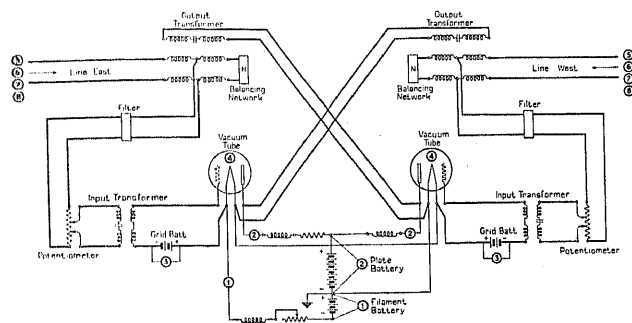 Output
Transformer
Output
Transformer
5
6
7
8
Line East
N
Balancing
Network
N
Balancing
Network
Line West
5
6
7
8
Filter
Filter
Vacuum
Tube
4
Vacuum
Tube
4
Input Transformer
Input Transformer
Grid Batt
Grid Batt
3
3
Potentiometer
Potentiometer
2
2
2 Plate
Battery
1
1 Filament
Battery